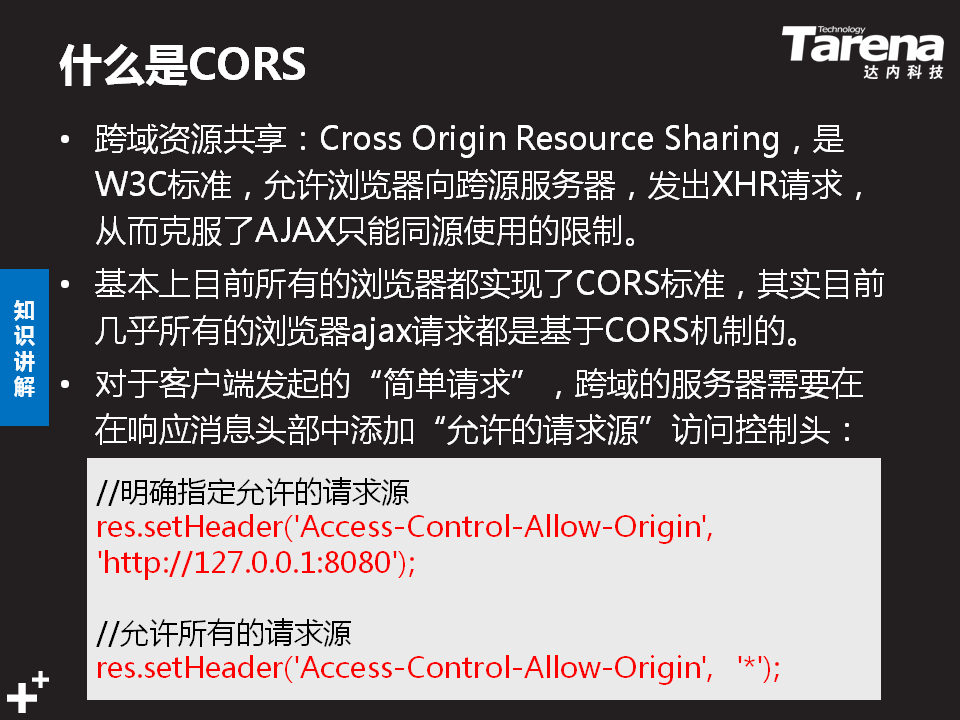 什么是CORS
Technology
Tarena
达内科技
• 跨域资源共享：Cross Origin Resource Sharing，是
W3C标准，允许浏览器向跨源服务器，发出XHR请求，
从而克服了AJAX只能同源使用的限制。
• 基本上目前所有的浏览器都实现了CORS标准，其实目前
几乎所有的浏览器ajax请求都是基于CORS机制的。
• 对于客户端发起的“简单请求”，跨域的服务器需要在
在响应消息头部中添加“允许的请求源”访问控制头：
知识讲解
//明确指定允许的请求源
res.setHeader('Access-Control-Allow-Origin',
'http://127.0.0.1:8080');
//允许所有的请求源
res.setHeader('Access-Control-Allow-Origin', '*');